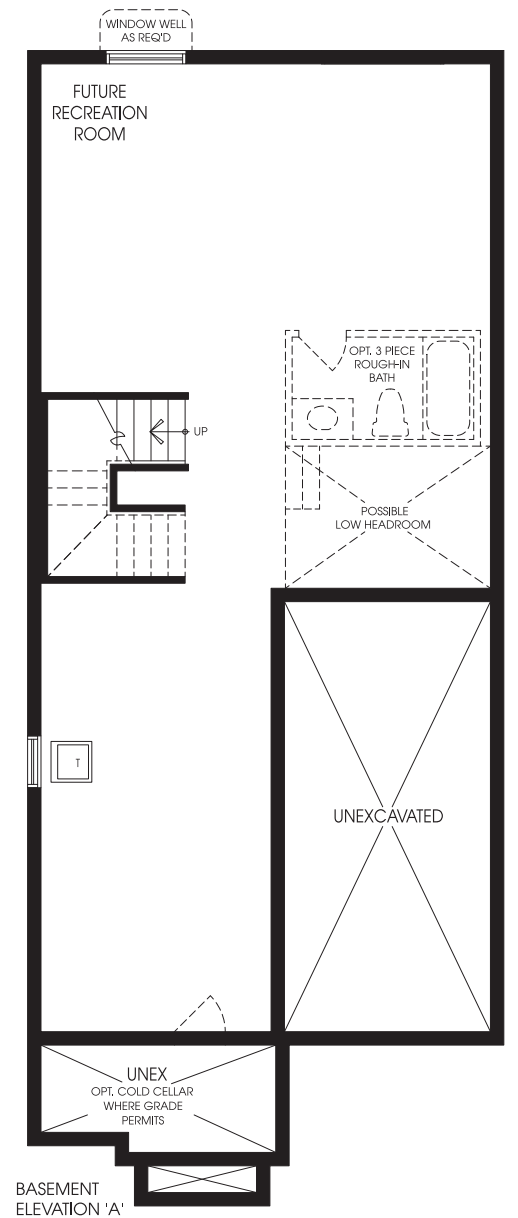 WINDOW WELL
AS REQ'D
FUTURE
RECREATION
ROOM
OPT. 3 PIECE
ROUGH-IN
BATH
UP
POSSIBLE
LOW HEADROOM
T
UNEXCAVATED
UNEX
OPT. COLD CELLAR
WHERE GRADE
PERMITS
BASEMENT
ELEVATION 'A'